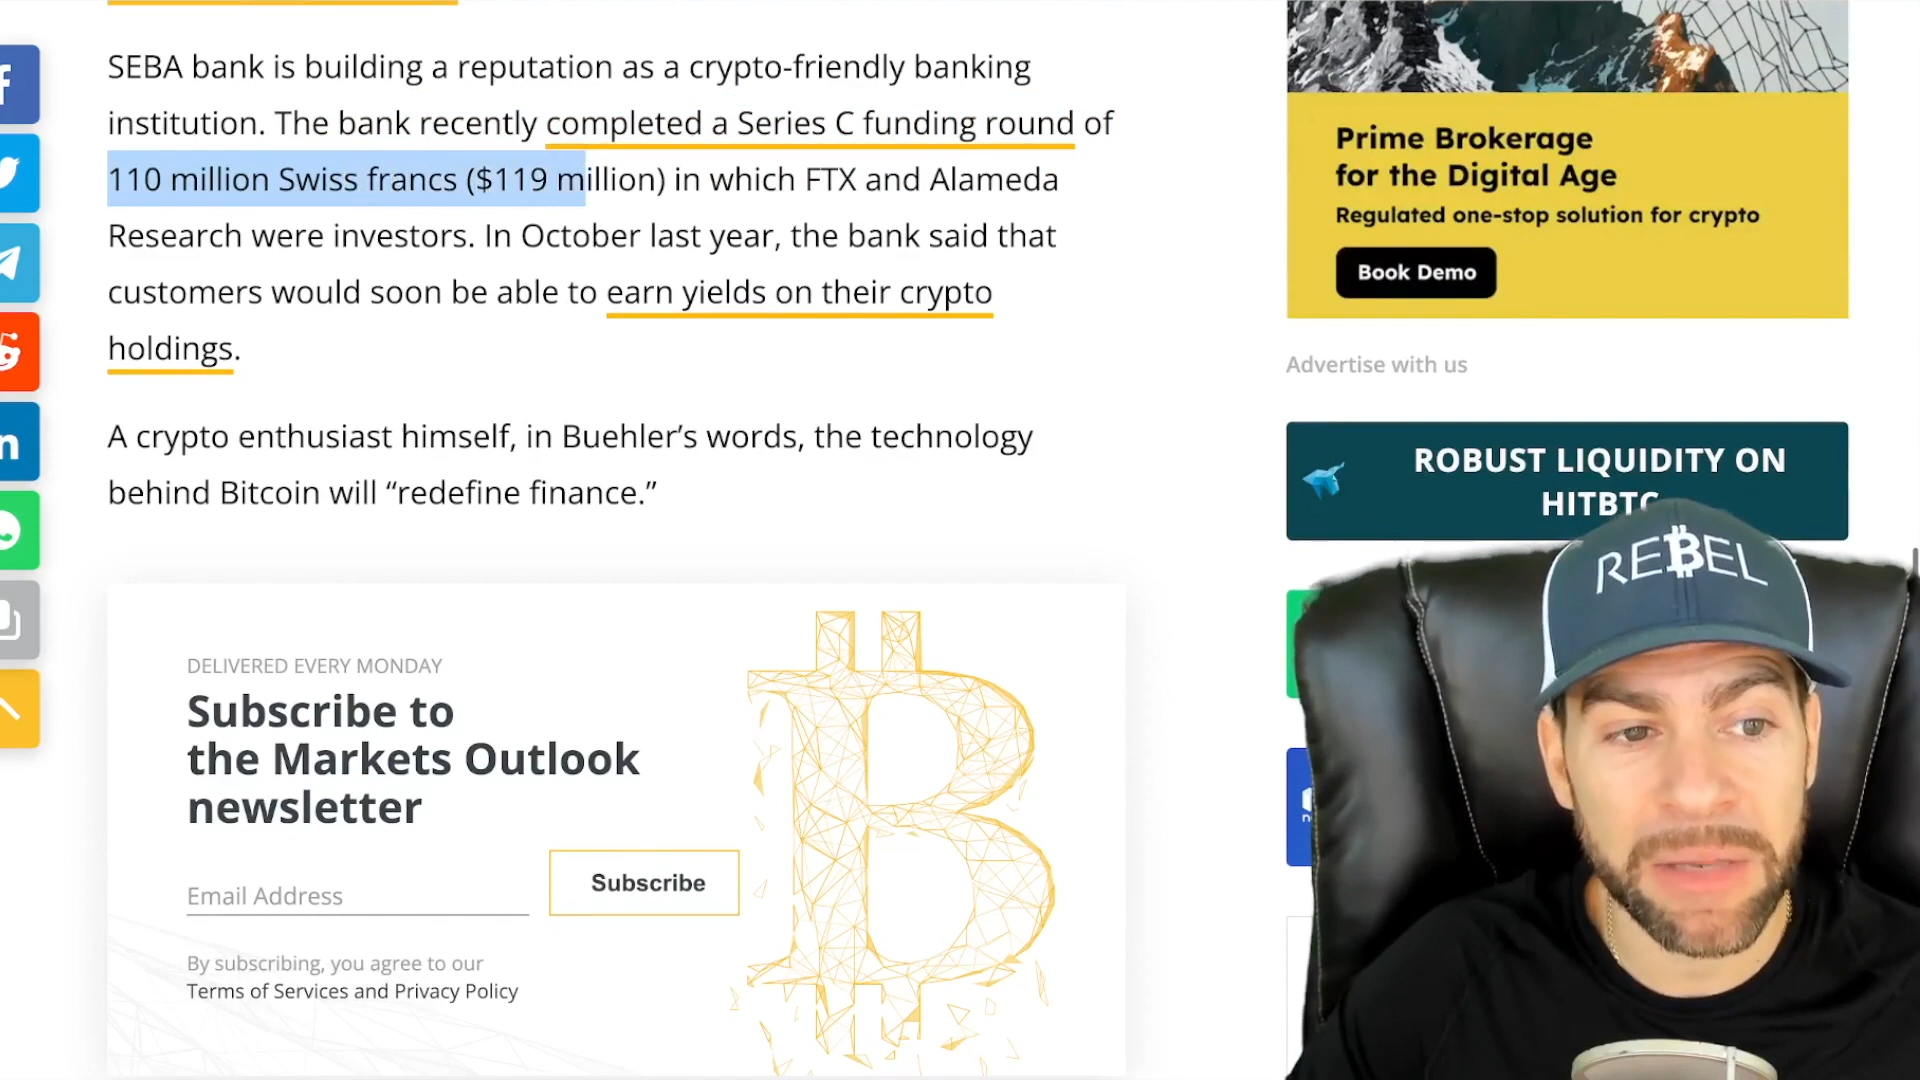 SEBA bank is building a reputation as a crypto-friendly banking
institution. The bank recently completed a Series C funding round of
110 million Swiss francs ($119 million) in which FTX and Alameda
Research were investors. In October last year, the bank said that
customers would soon be able to earn yields on their crypto
holdings.
A crypto enthusiast himself, in Buehler’s words, the technology
behind Bitcoin will “redefine finance.”
DELIVERED EVERY MONDAY
Subscribe to
the Markets Outlook
newsletter
Email Address
Subscribe
By subscribing, you agree to our
Terms of Services and Privacy Policy
Prime Brokerage
for the Digital Age
Regulated one-stop solution for crypto
Book Demo
Advertise with us
ROBUST LIQUIDITY ON
HITBTC
REBEL